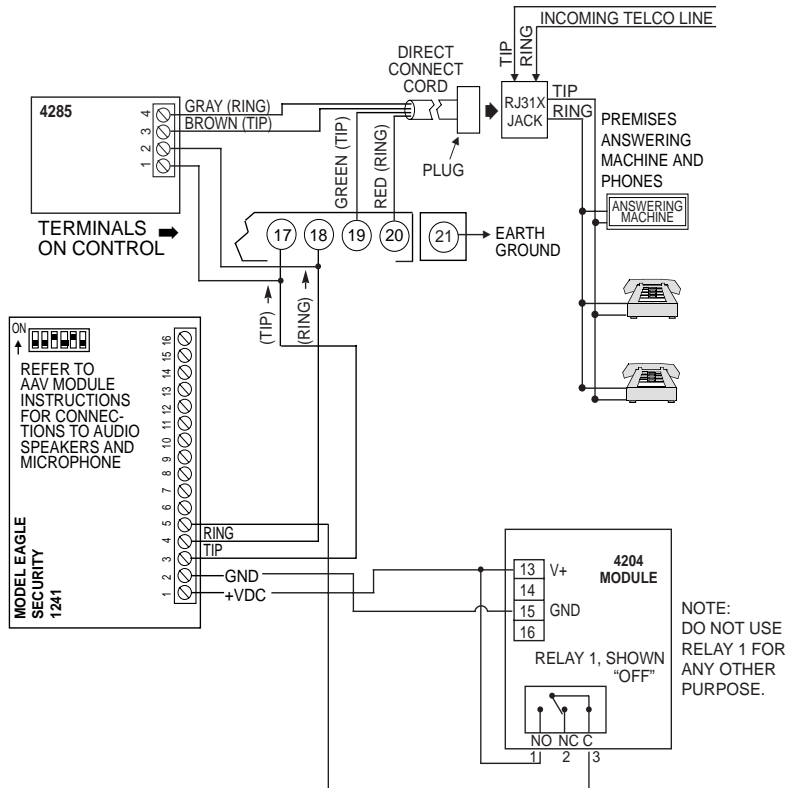 INCOMING TELCO LINE
TIP
RING
DIRECT
CONNECT
CORD
4285
4
3
2
1
GRAY (RING)
BROWN (TIP)
RJ31X
JACK
TIP
RING
PLUG
PREMISES
ANSWERING
MACHINE AND
PHONES
ANSWERING
MACHINE
GREEN (TIP)
RED (RING)
TERMINALS
ON CONTROL
17
18
19
20
21
EARTH
GROUND
(TIP)
(RING)
ON
REFER TO
AAV MODULE
INSTRUCTIONS
FOR CONNEC-
TIONS TO AUDIO
SPEAKERS AND
MICROPHONE
16
15
14
13
12
11
10
9
8
7
6
5
4
3
2
1
RING
TIP
GND
+VDC
MODEL EAGLE
SECURITY
1241
4204
MODULE
13
V+
14
15
GND
16
RELAY 1, SHOWN
“OFF”
NO
NC
C
1
2
3
NOTE:
DO NOT USE
RELAY 1 FOR
ANY OTHER
PURPOSE.